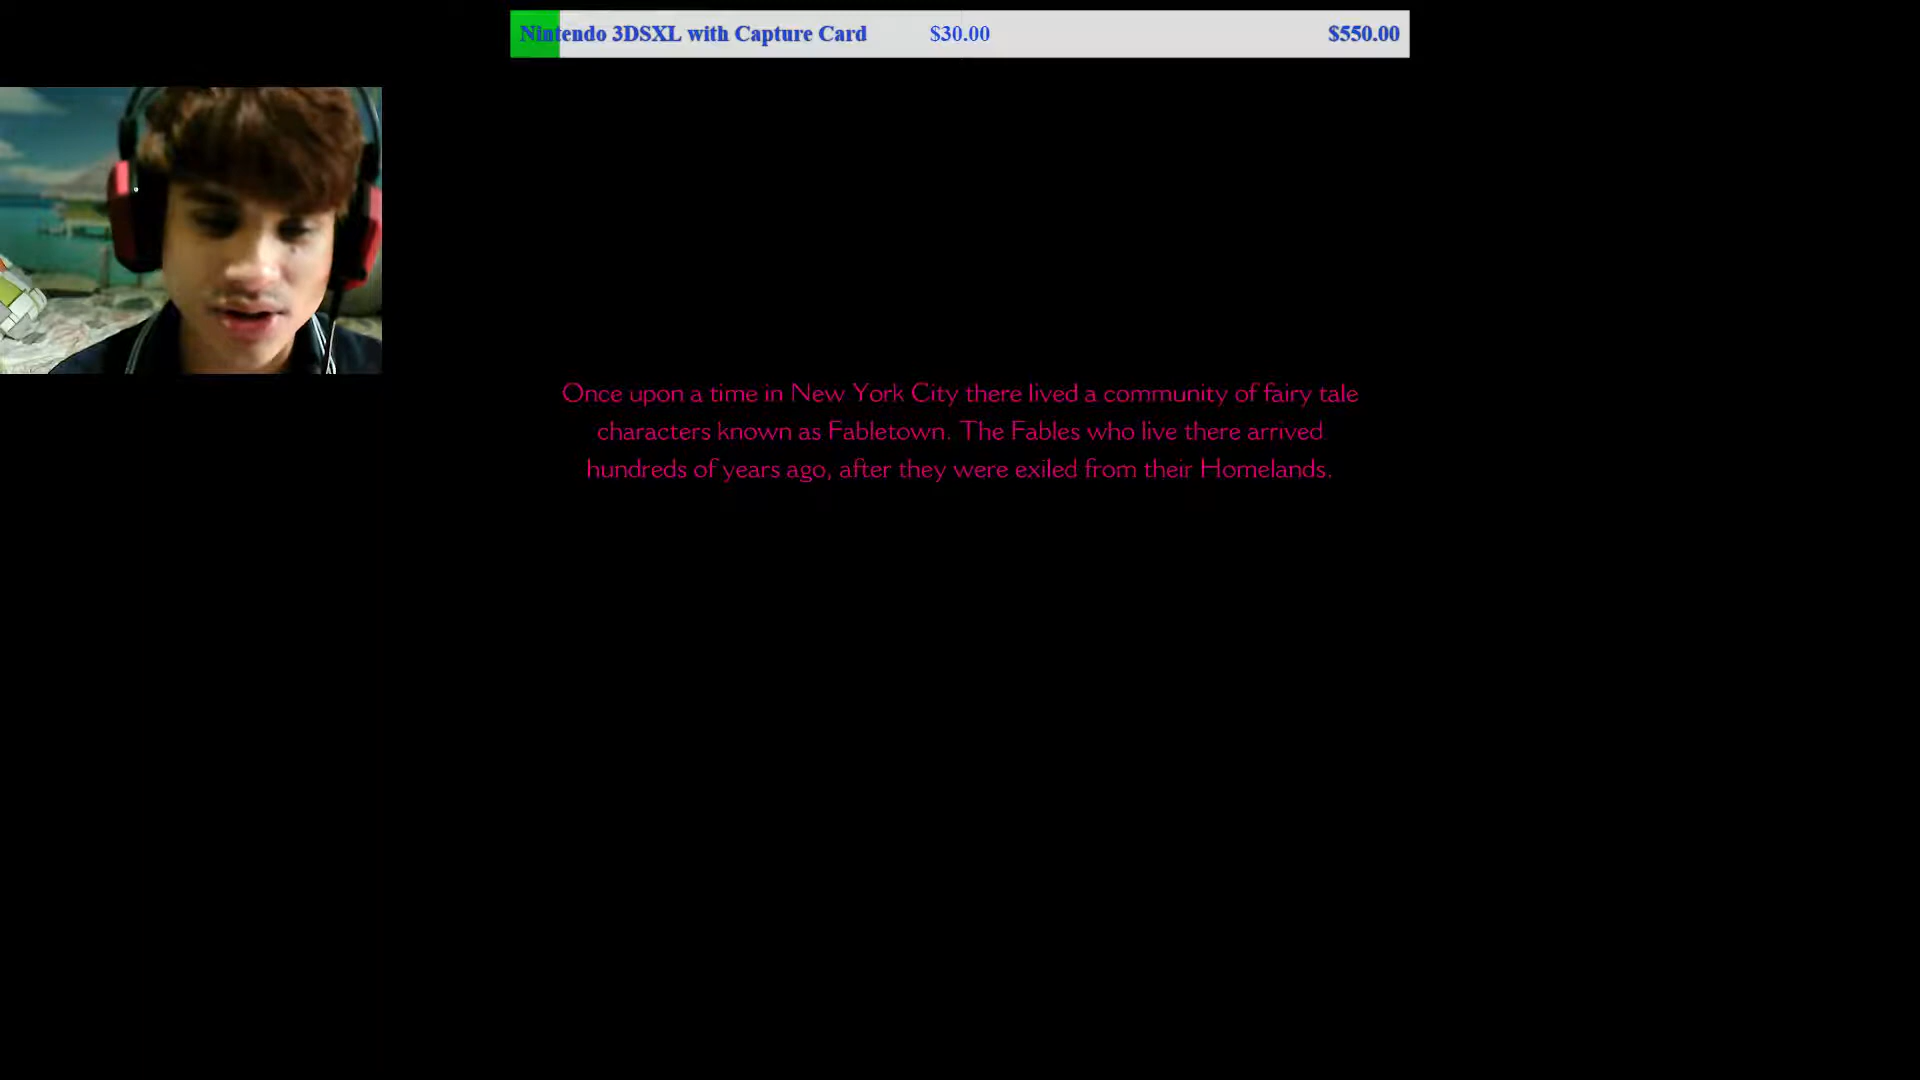 Nintendo 3DSXL with Capture Card $30.00 $550.00
Once upon a time in New York City there lived a community of fairy tale
characters known as Fabletown. The Fables who live there arrived
hundreds of years ago, after they were exiled from their Homelands.